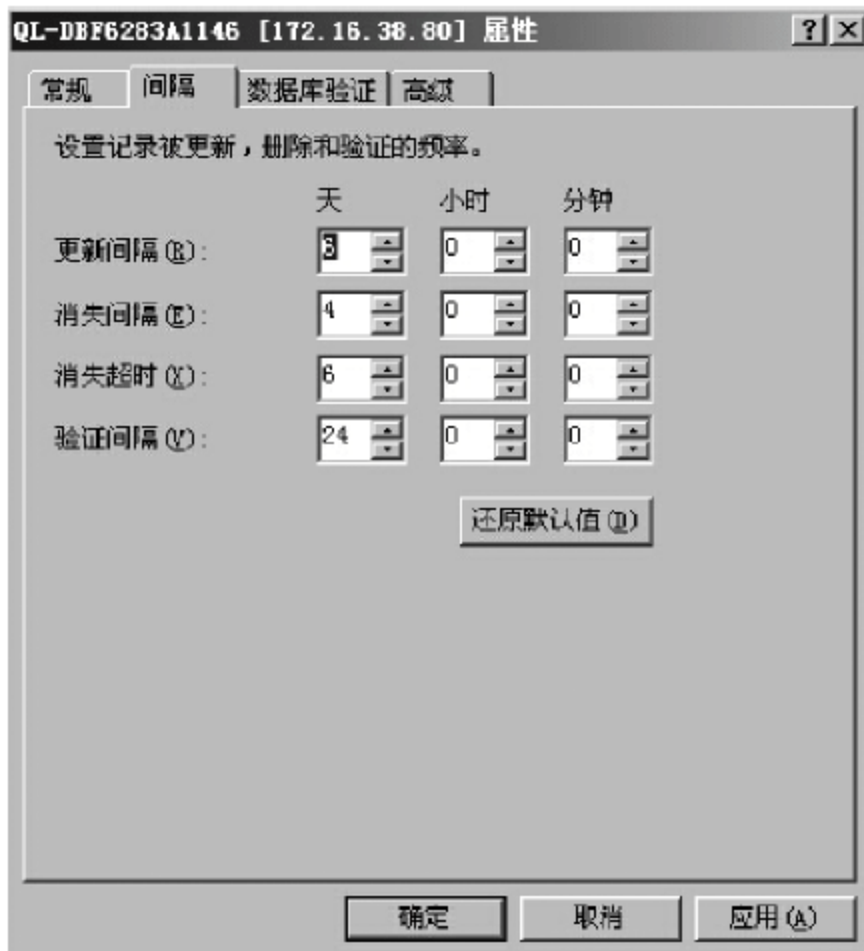 QL-DBF6283A1146 [172.16.38.80] 属性
常规 间隔 数据库验证 高级
设置记录被更新，删除和验证的频率。
天 小时 分钟
更新间隔(R): 6 0 0
消失间隔(E): 4 0 0
消失超时(X): 6 0 0
验证间隔(V): 24 0 0
还原默认值(D)
确定 取消 应用(A)